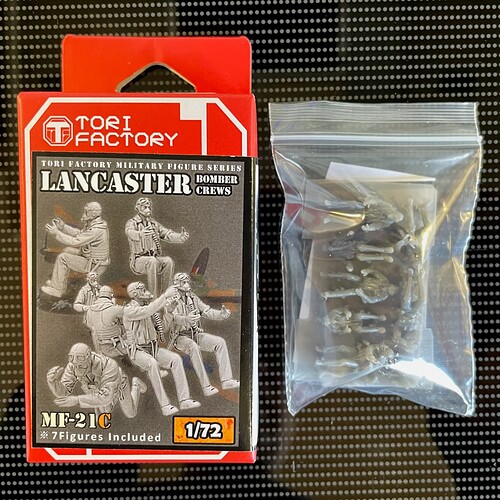 TORI
FACTORY
TORI FACTORY MILITARY FIGURE SERIES
LANCASTER BOMBER CREWS
MF-21C
※ 7Figures Included
1/72